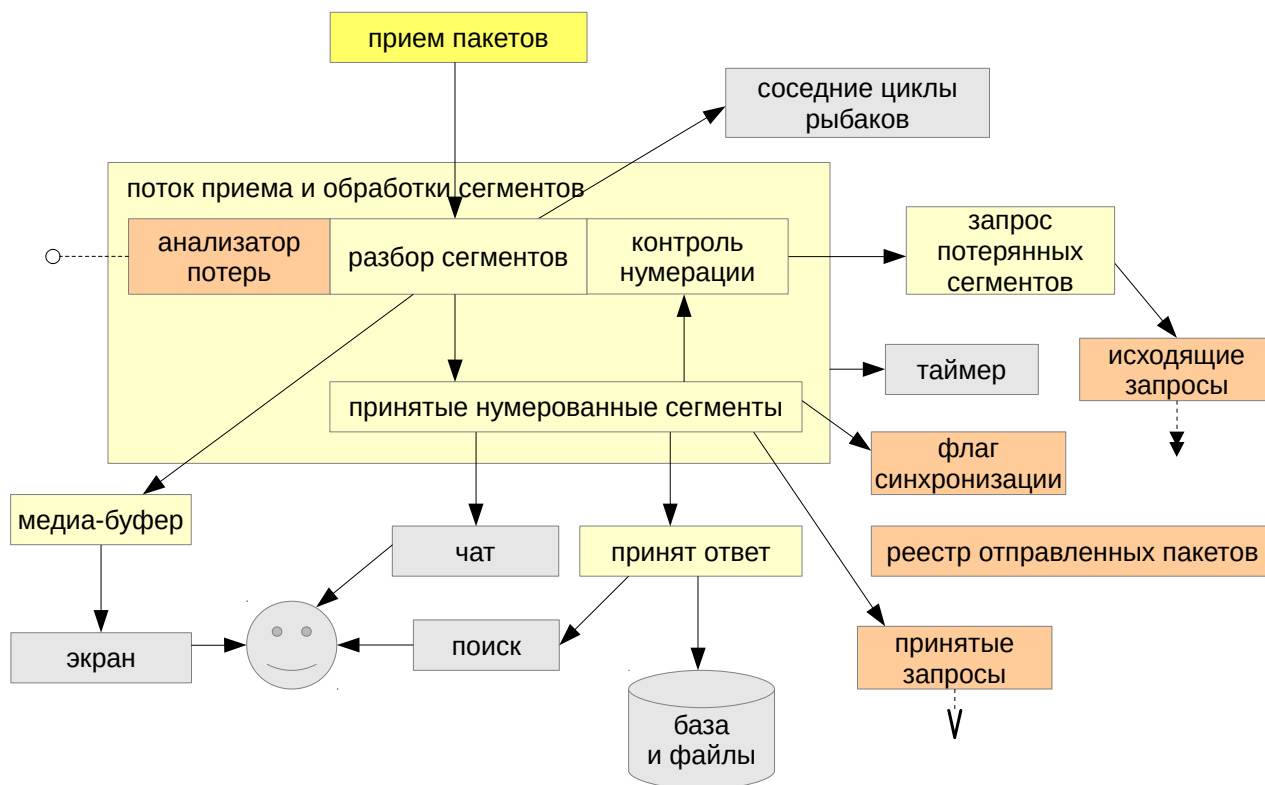 прием пакетов
соседние циклы
рыбаков
поток приема и обработки сегментов
анализатор
потерь
разбор сегментов
контроль
нумерации
запрос
потерянных
сегментов
исходящие
запросы
таймер
принятые нумерованные сегменты
флаг
синхронизации
медиа-буфер
чат
принят ответ
реестр отправленных пакетов
экран
поиск
принятые
запросы
база
и файлы